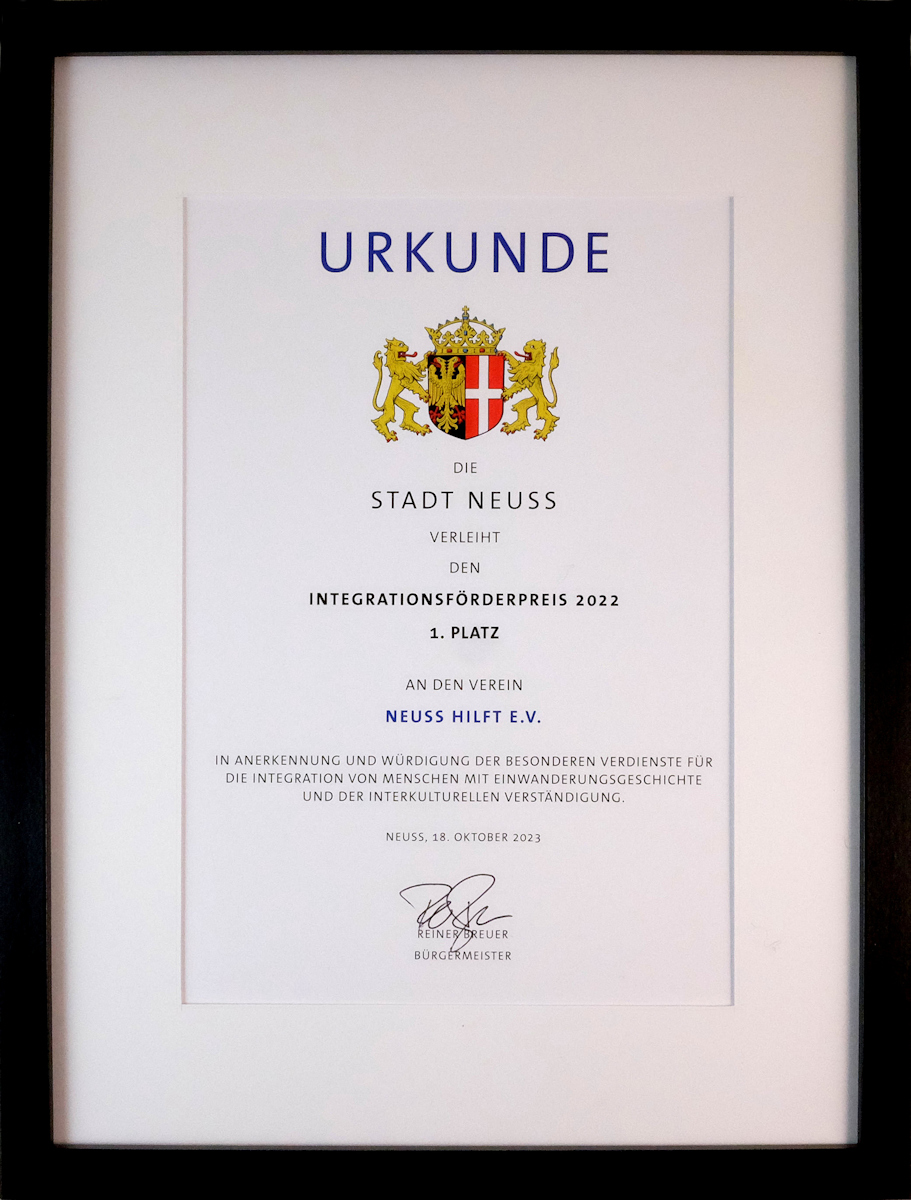 URKUNDE
DIE
STADT NEUSS
VERLEIHT
DEN
INTEGRATIONSFÖRDERPREIS 2022
1. PLATZ
AN DEN VEREIN
NEUSS HILFT E.V.
IN ANERKENNUNG UND WÜRDIGUNG DER BESONDEREN VERDIENSTE FÜR
DIE INTEGRATION VON MENSCHEN MIT EINWANDERUNGSGESCHICHTE
UND DER INTERKULTURELLEN VERSTÄNDIGUNG.
NEUSS, 18. OKTOBER 2023
REINER BREUER
BÜRGERMEISTER